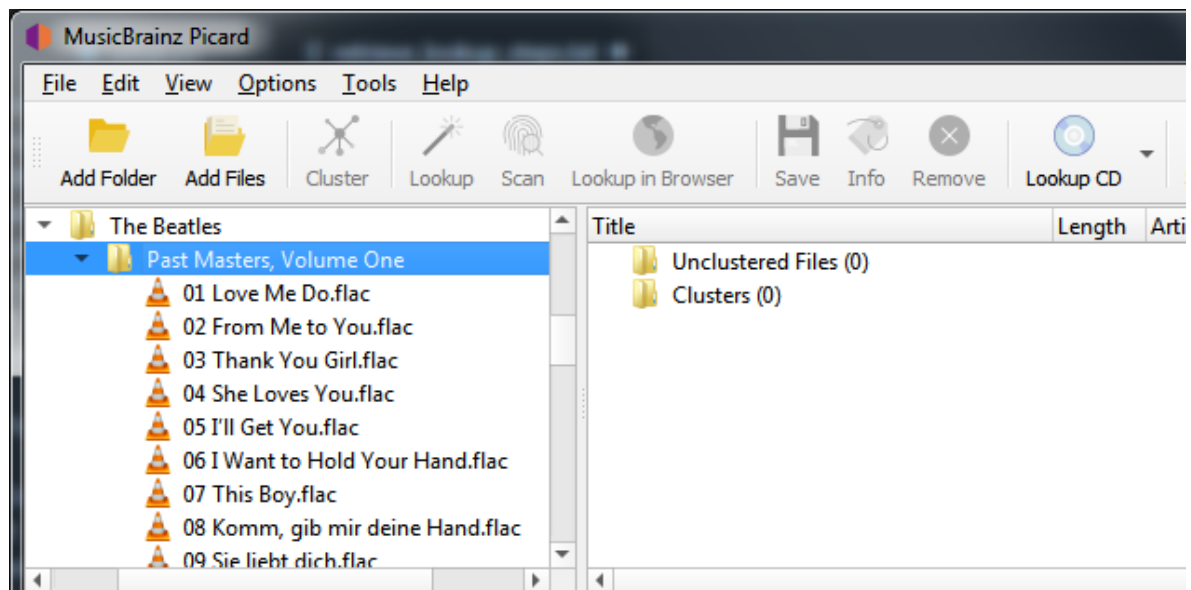 MusicBrainz Picard
File Edit View Options Tools Help
Add Folder Add Files Cluster Lookup Scan Lookup in Browser Save Info Remove Lookup CD
The Beatles
Past Masters, Volume One
01 Love Me Do.flac
02 From Me to You.flac
03 Thank You Girl.flac
04 She Loves You.flac
05 I'll Get You.flac
06 I Want to Hold Your Hand.flac
07 This Boy.flac
08 Komm, gib mir deine Hand.flac
09 Sie liebt dich.flac
Title Length Arti
Unclustered Files (0)
Clusters (0)